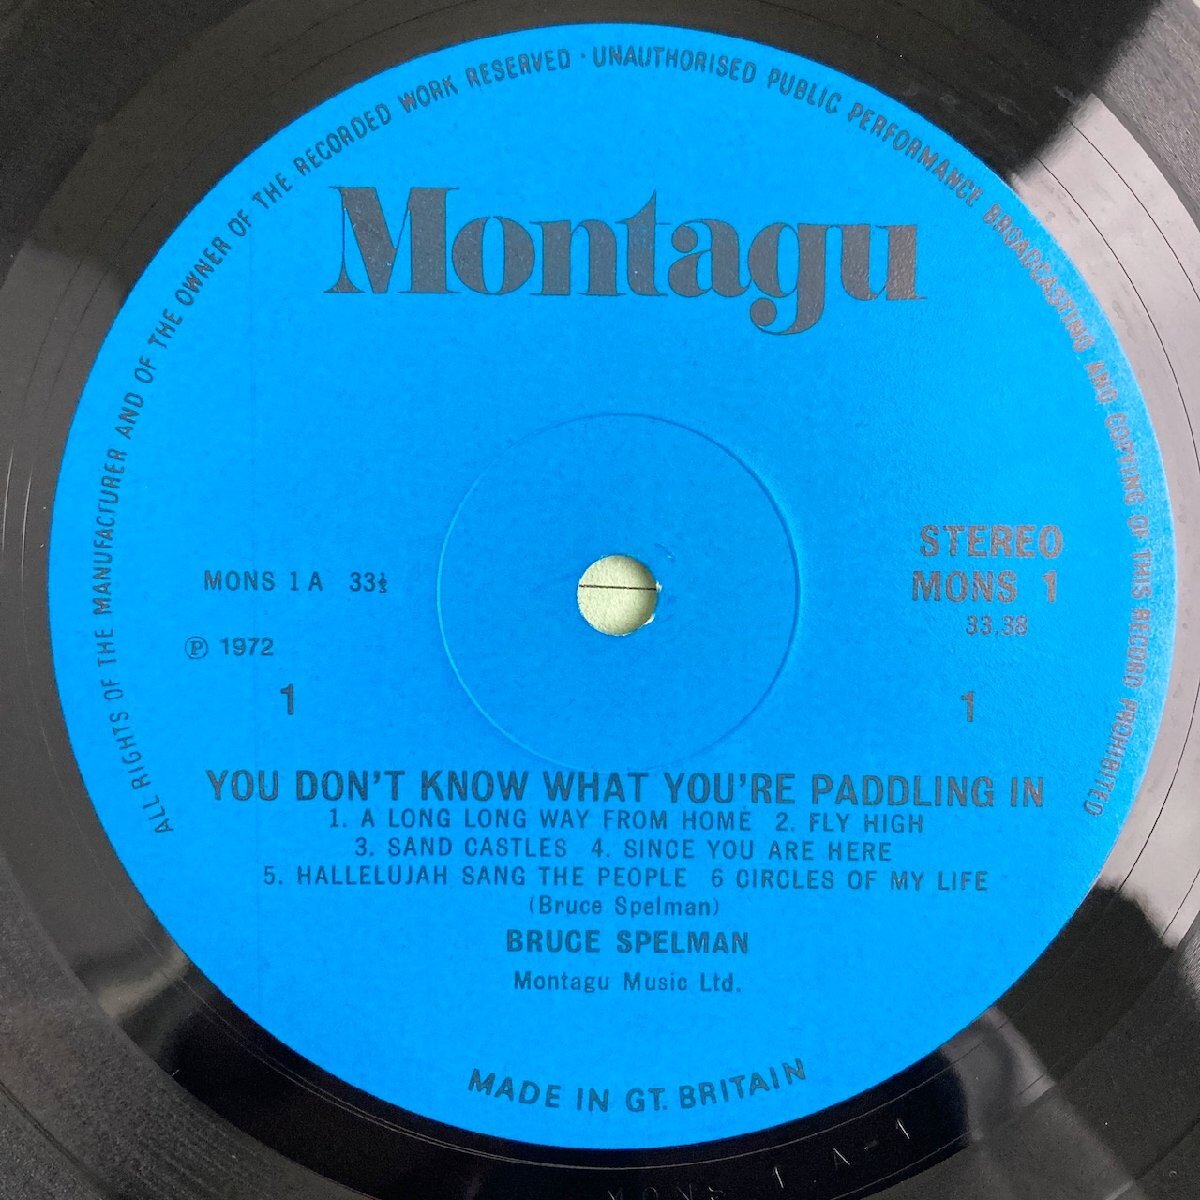 ALL RIGHTS OF THE MANUFACTURER AND OF THE OWNER OF THE RECORDED WORK RESERVED · UNAUTHORISED PUBLIC PERFORMANCE BROADCASTING AND COPYING OF THIS RECORD PROHIBITED
Montagu
STEREO
MONS 1 A 33⅓
MONS 1
33.38
℗ 1972
1
1
YOU DON'T KNOW WHAT YOU'RE PADDLING IN
1. A LONG LONG WAY FROM HOME 2. FLY HIGH
3. SAND CASTLES 4. SINCE YOU ARE HERE
5. HALLELUJAH SANG THE PEOPLE 6 CIRCLES OF MY LIFE
(Bruce Spelman)
BRUCE SPELMAN
Montagu Music Ltd.
MADE IN GT. BRITAIN
MONS 1 A-1